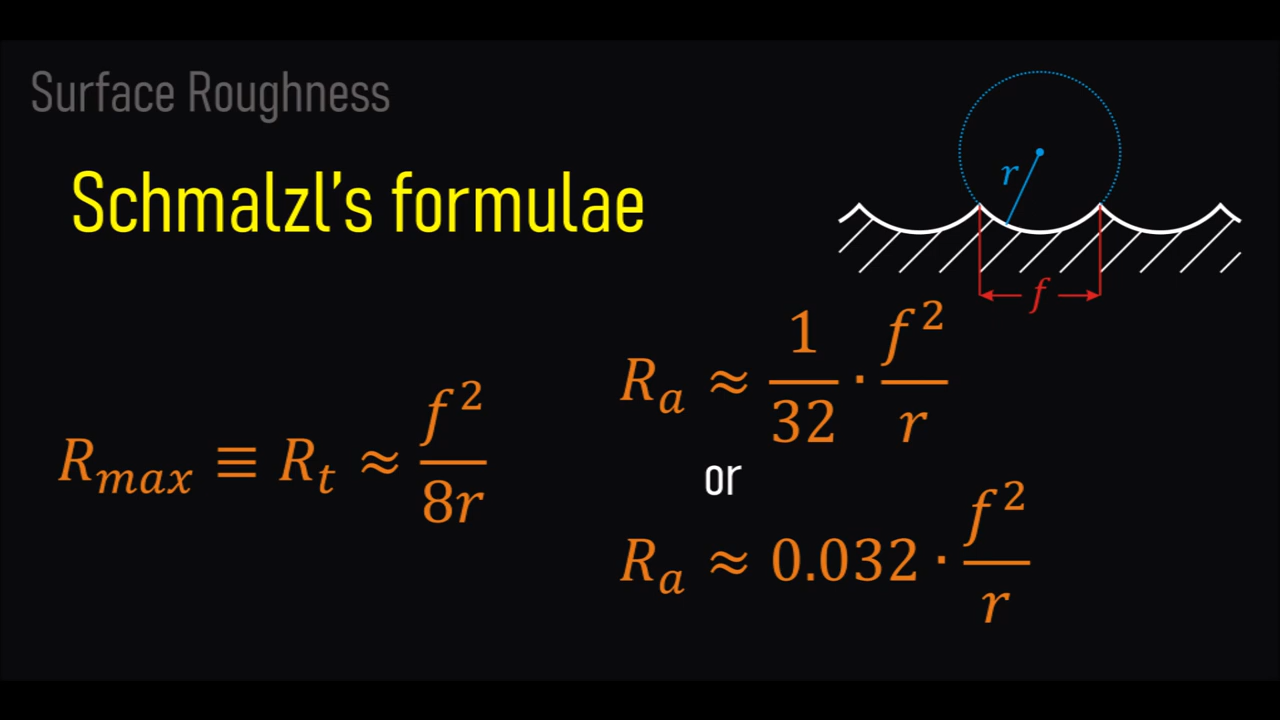 Surface Roughness
Schmalzl’s formulae
r
f
R_max ≡ R_t ≈ f²/8r
R_a ≈ 1/32 · f²/r
or
R_a ≈ 0.032 · f²/r